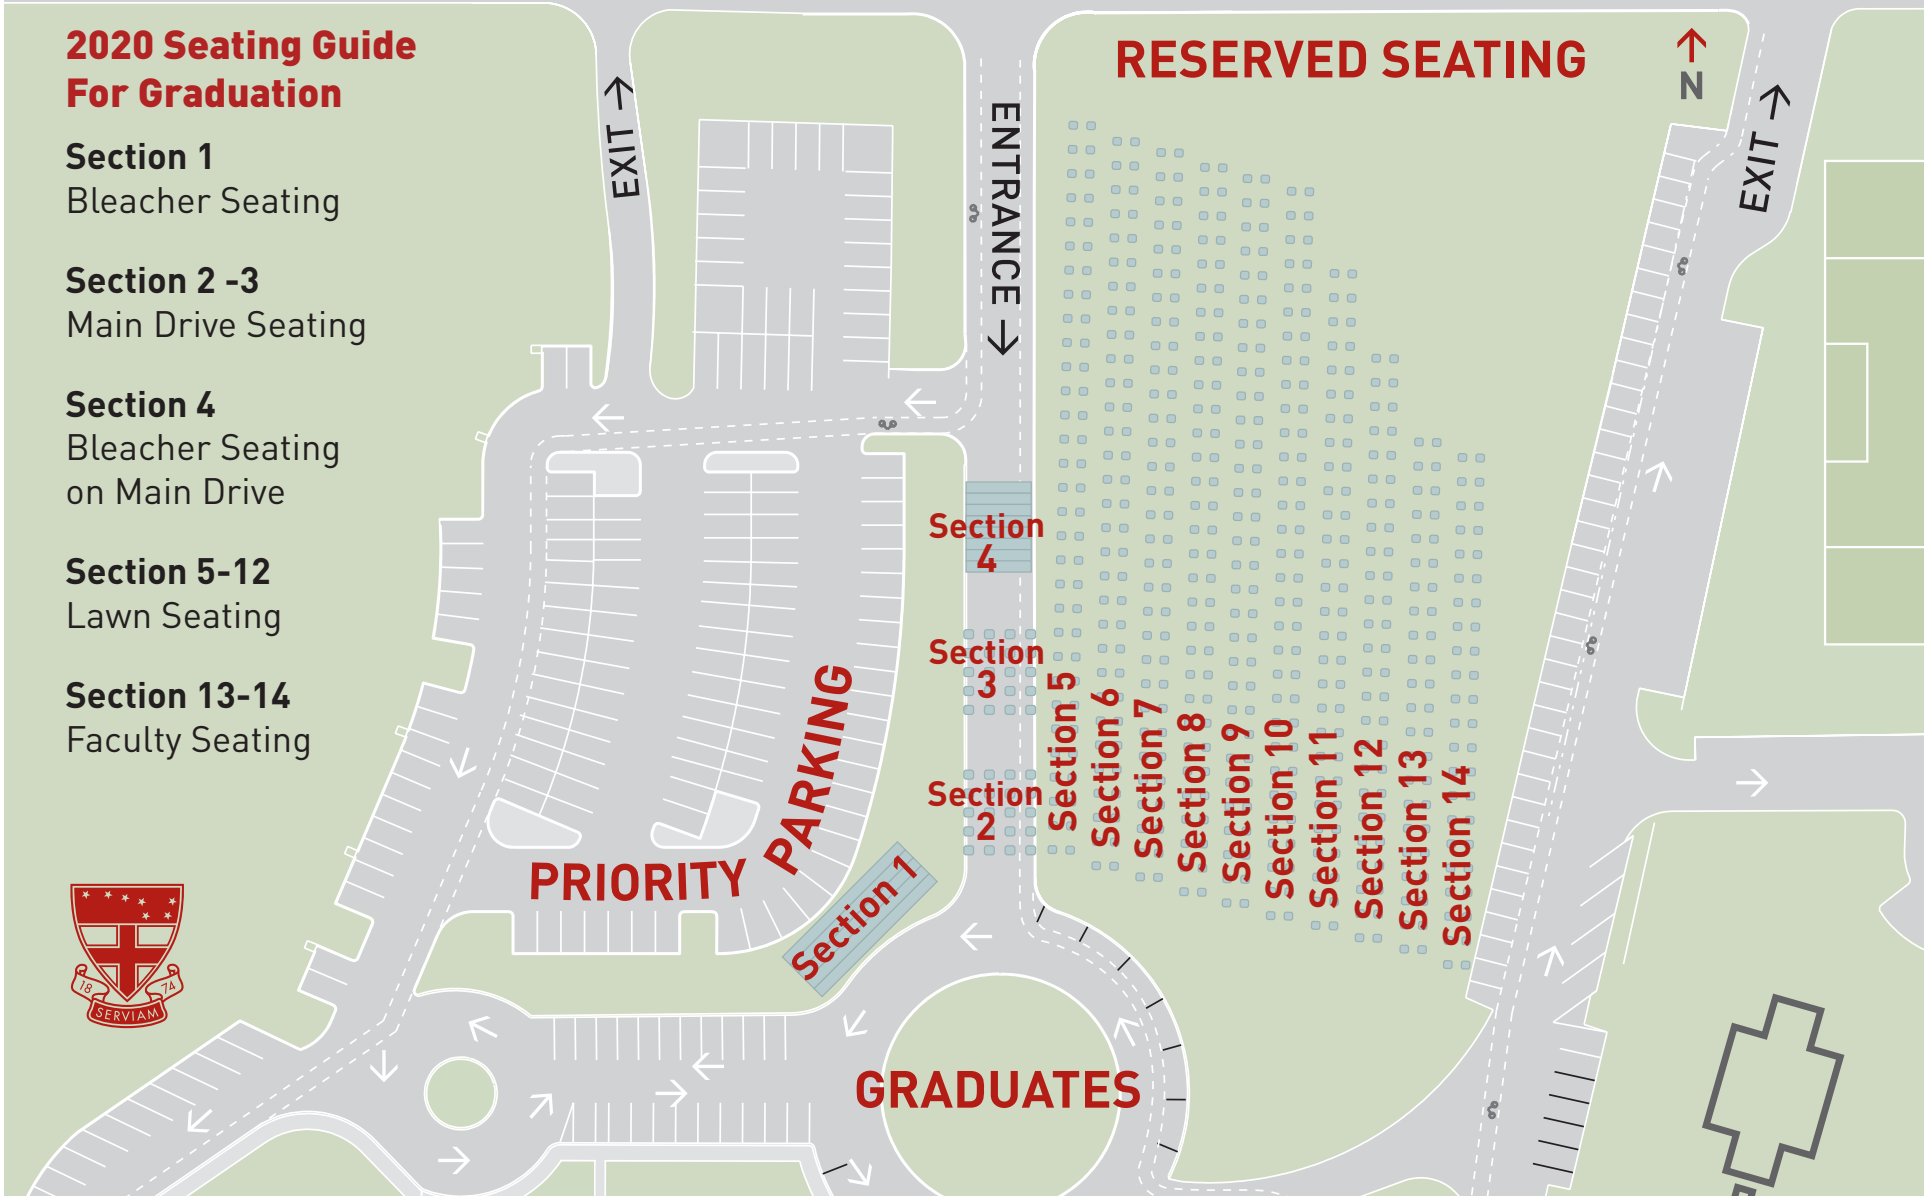 2020 Seating Guide
For Graduation
Section 1
Bleacher Seating
Section 2 -3
Main Drive Seating
Section 4
Bleacher Seating
on Main Drive
Section 5-12
Lawn Seating
Section 13-14
Faculty Seating
18 74
SERVIAM
EXIT
ENTRANCE
RESERVED SEATING
N
EXIT
Section
4
Section
3
Section
2
Section 1
PRIORITY PARKING
Section 5
Section 6
Section 7
Section 8
Section 9
Section 10
Section 11
Section 12
Section 13
Section 14
GRADUATES